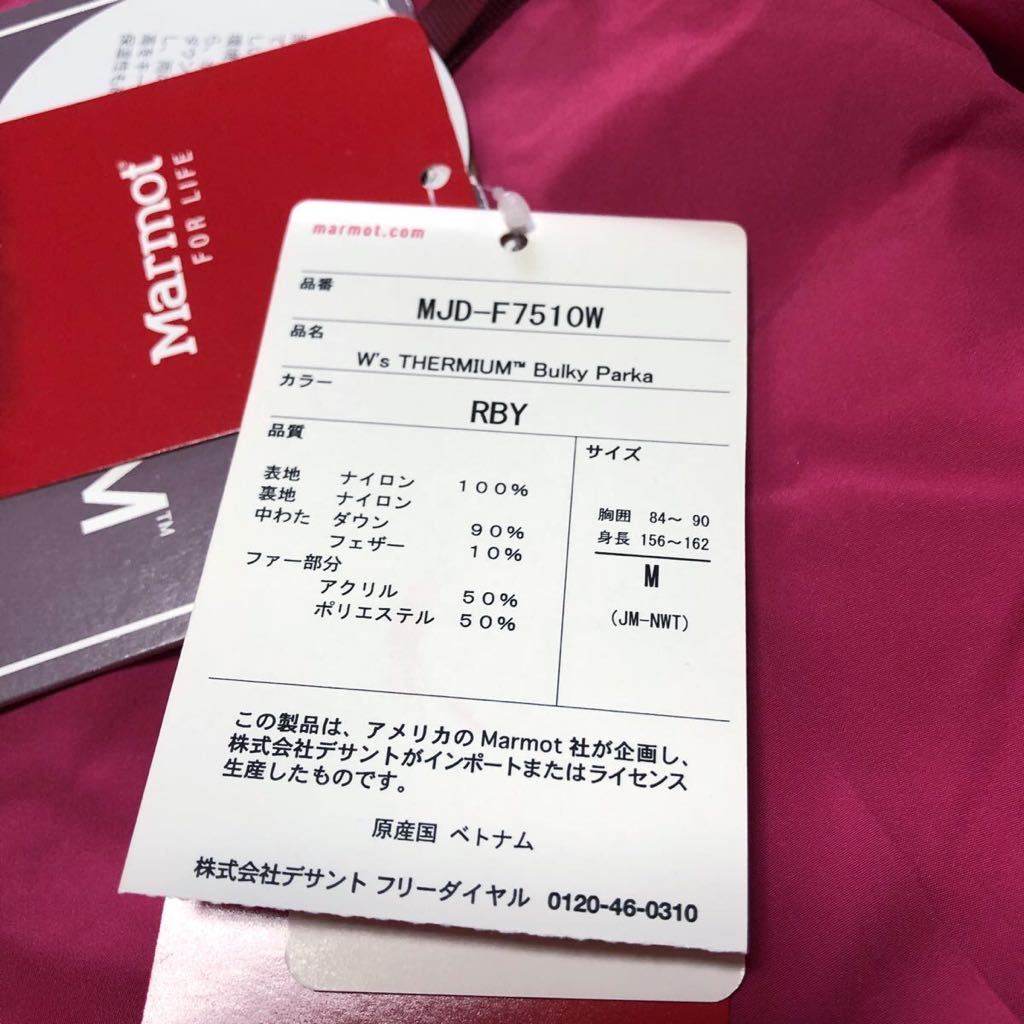 marmot.com
品番
MJD-F7510W
品名
W's THERMIUM™ Bulky Parka
カラー
RBY
品質
サイズ
表地 ナイロン 100%
裏地 ナイロン
中わた ダウン 90%
フェザー 10%
ファー部分
アクリル 50%
ポリエステル 50%
胸囲 84~ 90
身長 156~162
M
(JM-NWT)
この製品は、アメリカのMarmot社が企画し、
株式会社デサントがインポートまたはライセンス
生産したものです。
原産国 ベトナム
株式会社デサント フリーダイヤル 0120-46-0310
Marmot
FOR LIFE
TM